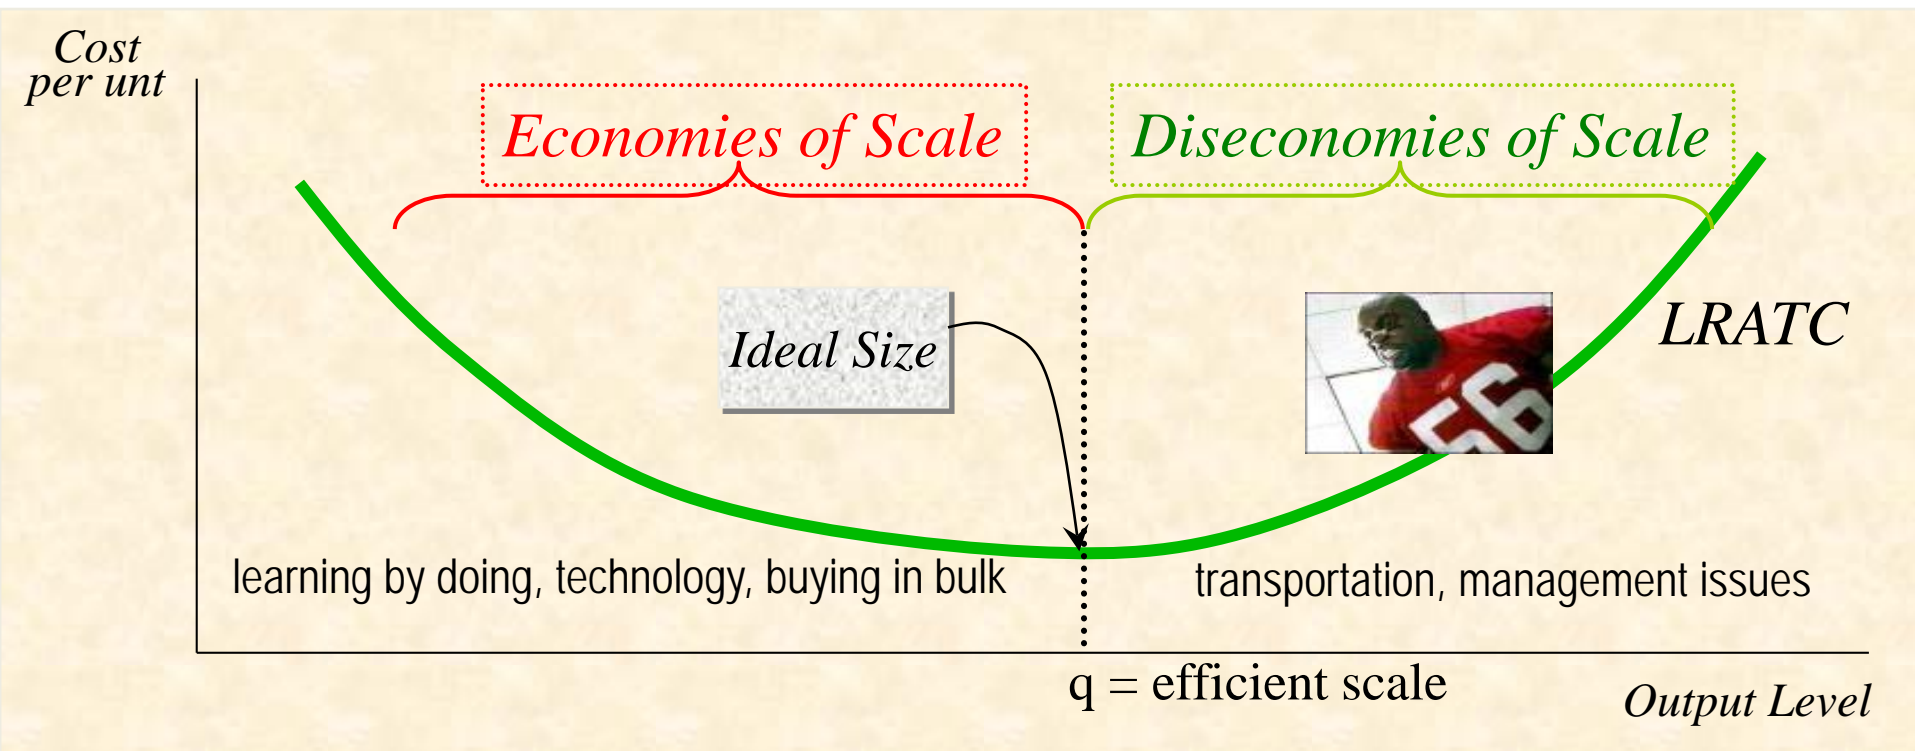 Cost
per unt
Economies of Scale
Diseconomies of Scale
Ideal Size
56
LRATC
learning by doing, technology, buying in bulk
transportation, management issues
q = efficient scale
Output Level